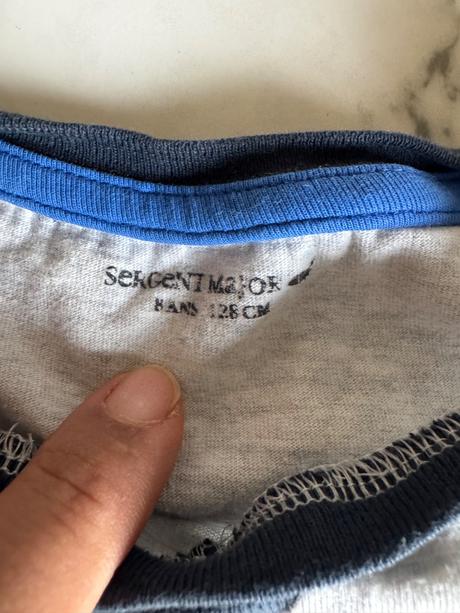 SeRGeNT MajOR
8 ANS 128 CM